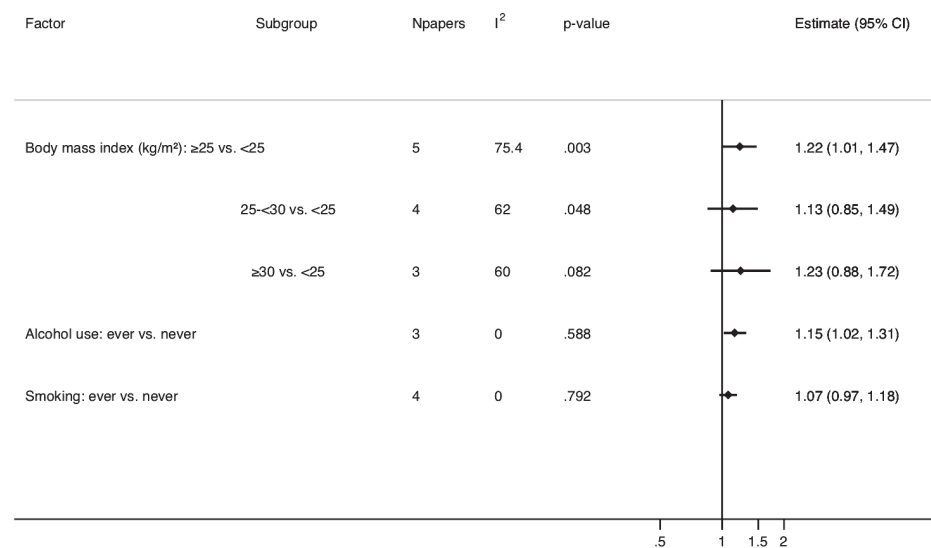 Factor Subgroup Npapers I² p-value Estimate (95% CI)
Body mass index (kg/m²): ≥25 vs. <25 5 75.4 .003 1.22 (1.01, 1.47)
25-<30 vs. <25 4 62 .048 1.13 (0.85, 1.49)
≥30 vs. <25 3 60 .082 1.23 (0.88, 1.72)
Alcohol use: ever vs. never 3 0 .588 1.15 (1.02, 1.31)
Smoking: ever vs. never 4 0 .792 1.07 (0.97, 1.18)
.5 1 1.5 2